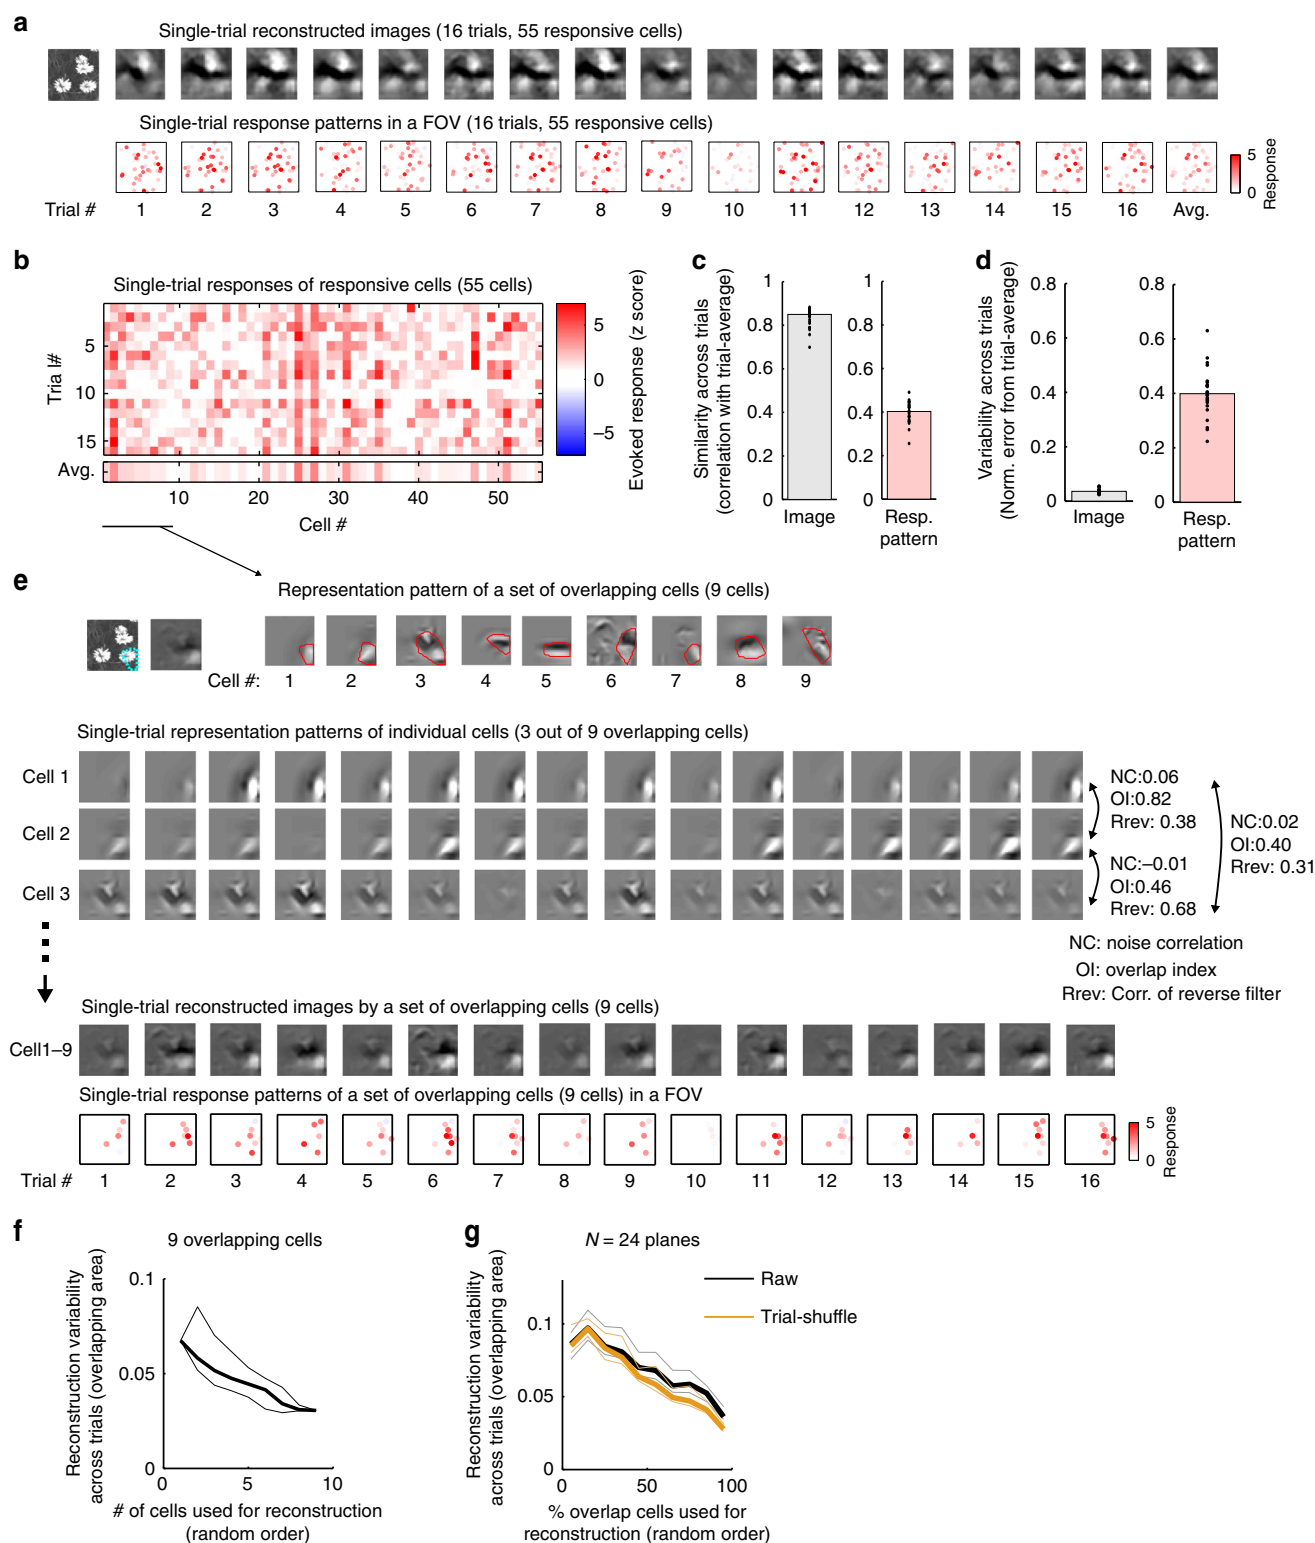 a
Single-trial reconstructed images (16 trials, 55 responsive cells)
Single-trial response patterns in a FOV (16 trials, 55 responsive cells)
5
0
Response
Trial # 1 2 3 4 5 6 7 8 9 10 11 12 13 14 15 16 Avg.
b
Single-trial responses of responsive cells (55 cells)
Tria l#
5
10
15
Avg.
10 20 30 40 50
Cell #
5
0
−5
Evoked response (z score)
c
Similarity across trials
(correlation with trial-average)
1
0.8
0.6
0.4
0.2
0
Image
1
0.8
0.6
0.4
0.2
0
Resp.
pattern
d
Variability across trials
(Norm. error from trial-average)
0.8
0.6
0.4
0.2
0
Image
0.8
0.6
0.4
0.2
0
Resp.
pattern
e
Representation pattern of a set of overlapping cells (9 cells)
Cell #: 1 2 3 4 5 6 7 8 9
Single-trial representation patterns of individual cells (3 out of 9 overlapping cells)
Cell 1
Cell 2
Cell 3
NC:0.06
OI:0.82
Rrev: 0.38
NC:−0.01
OI:0.46
Rrev: 0.68
NC:0.02
OI:0.40
Rrev: 0.31
NC: noise correlation
OI: overlap index
Rrev: Corr. of reverse filter
Single-trial reconstructed images by a set of overlapping cells (9 cells)
Cell1–9
Single-trial response patterns of a set of overlapping cells (9 cells) in a FOV
5
0
Response
Trial # 1 2 3 4 5 6 7 8 9 10 11 12 13 14 15 16
f
9 overlapping cells
Reconstruction variability
across trials (overlapping area)
0.1
0.05
0
0 5 10
# of cells used for reconstruction
(random order)
g
N = 24 planes
Raw
Trial-shuffle
Reconstruction variability
across trials (overlapping area)
0.1
0.05
0
0 50 100
% overlap cells used for
reconstruction (random order)